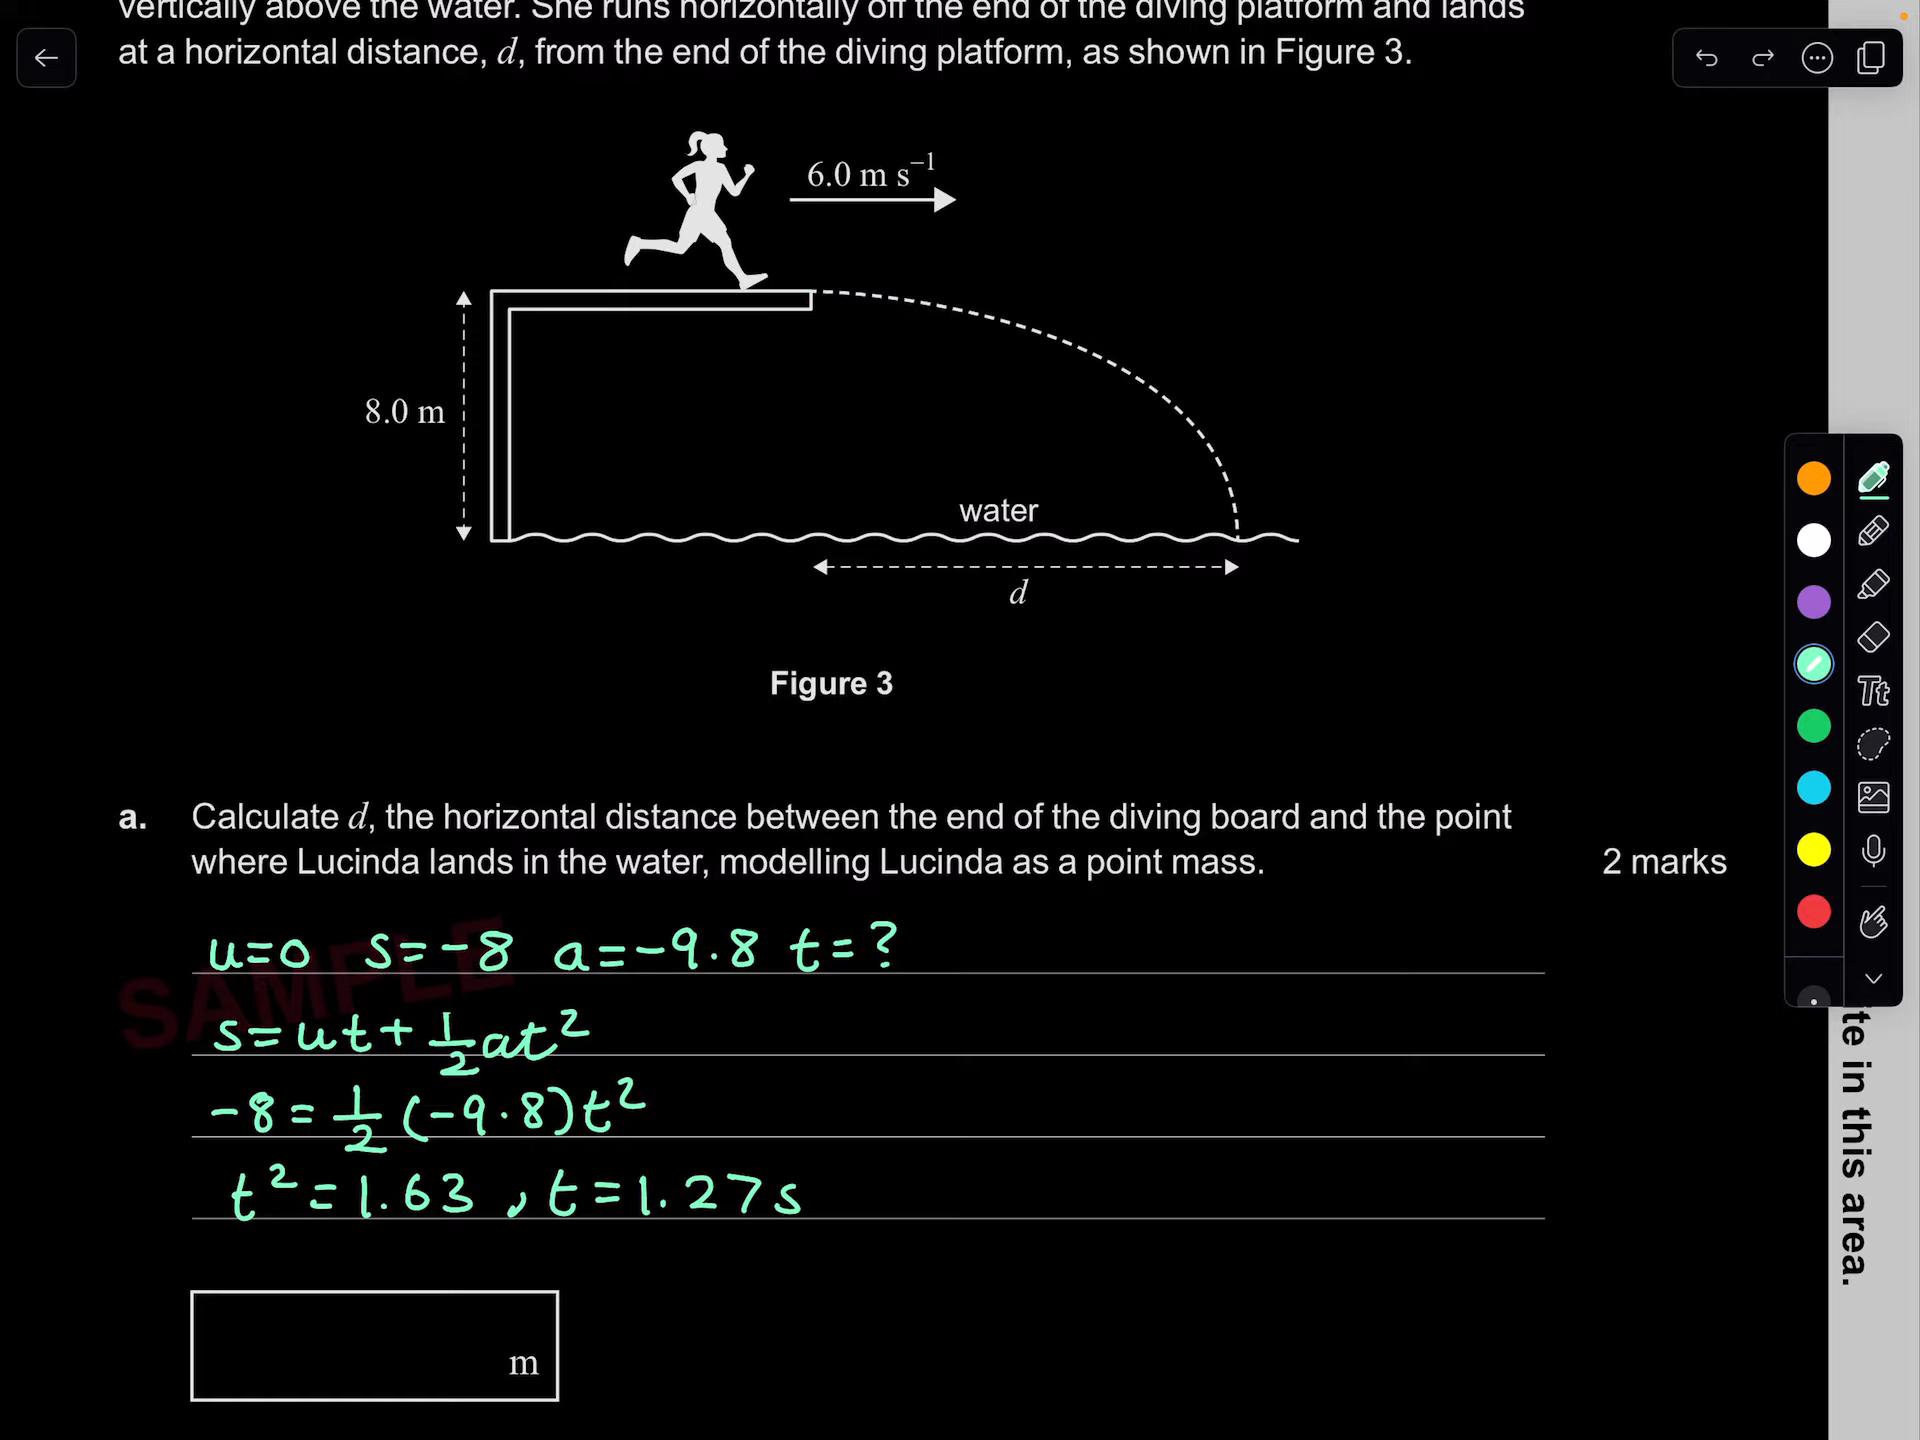 vertically above the water. She runs horizontally off the end of the diving platform and lands
at a horizontal distance, d, from the end of the diving platform, as shown in Figure 3.
6.0 m s⁻¹
8.0 m
water
d
Figure 3
a. Calculate d, the horizontal distance between the end of the diving board and the point
where Lucinda lands in the water, modelling Lucinda as a point mass. 2 marks
SAMPLE
u=0 s=-8 a=-9.8 t=?
s=ut+½at²
-8=½(-9.8)t²
t²=1.63, t=1.27s
m
Tt
te in this area.